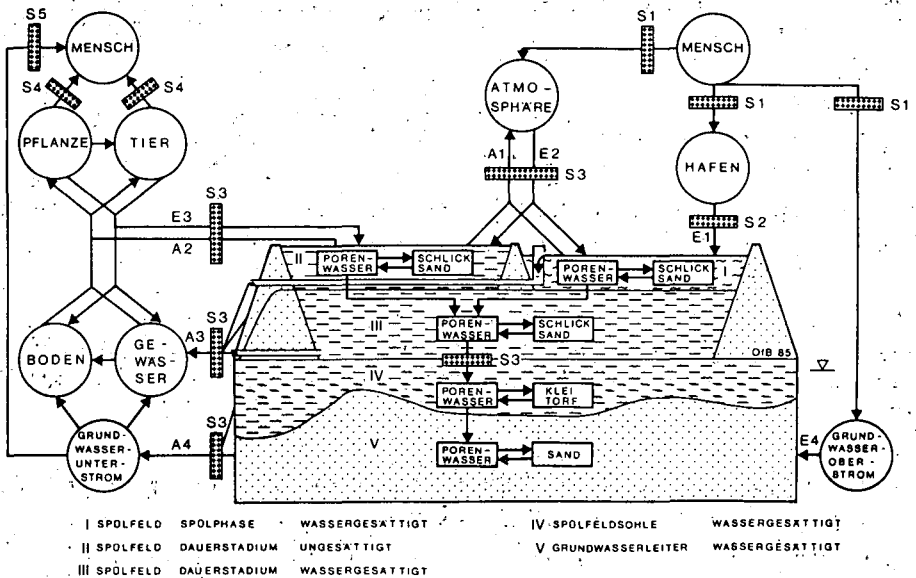 S5
MENSCH
S4
S4
PFLANZE
TIER
S3
E3
A2
S1
MENSCH
ATMO-
SPHÄRE
S1
S1
HAFEN
A1
E2
S3
S2
E1
II
POREN-
WASSER
SCHLICK
SAND
POREN-
WASSER
SCHLICK
SAND
I
III
POREN-
WASSER
SCHLICK
SAND
S3
A3
S3
BODEN
GE-
WÄS-
SER
OfB 85
IV
POREN-
WASSER
KLEI
TORF
V
POREN-
WASSER
SAND
S3
A4
GRUND-
WASSER-
UNTER-
STROM
E4
GRUND-
WASSER-
OBER-
STROM
I SPÜLFELD SPÜLPHASE WASSERGESÄTTIGT
II SPÜLFELD DAUERSTADIUM UNGESÄTTIGT
III SPÜLFELD DAUERSTADIUM WASSERGESÄTTIGT
IV SPÜLFELDSOHLE WASSERGESÄTTIGT
V GRUNDWASSERLEITER WASSERGESÄTTIGT